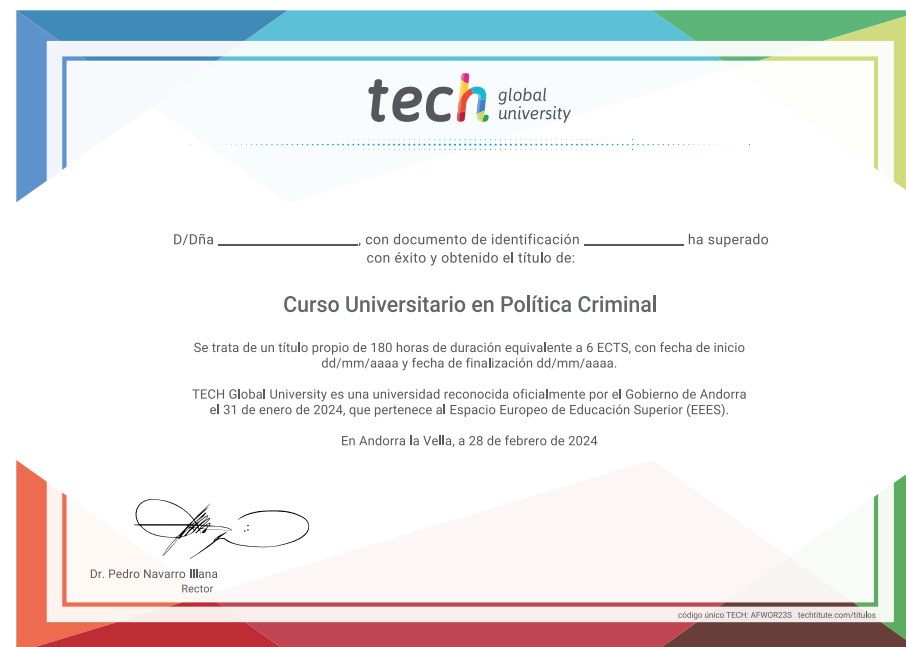 tech global university
D/Dña ______________, con documento de identificación __________ ha superado
con éxito y obtenido el título de:
Curso Universitario en Política Criminal
Se trata de un título propio de 180 horas de duración equivalente a 6 ECTS, con fecha de inicio
dd/mm/aaaa y fecha de finalización dd/mm/aaaa.
TECH Global University es una universidad reconocida oficialmente por el Gobierno de Andorra
el 31 de enero de 2024, que pertenece al Espacio Europeo de Educación Superior (EEES).
En Andorra la Vella, a 28 de febrero de 2024
Dr. Pedro Navarro Illana
Rector
código único TECH: AFWOR23S techtitute.com/titulos